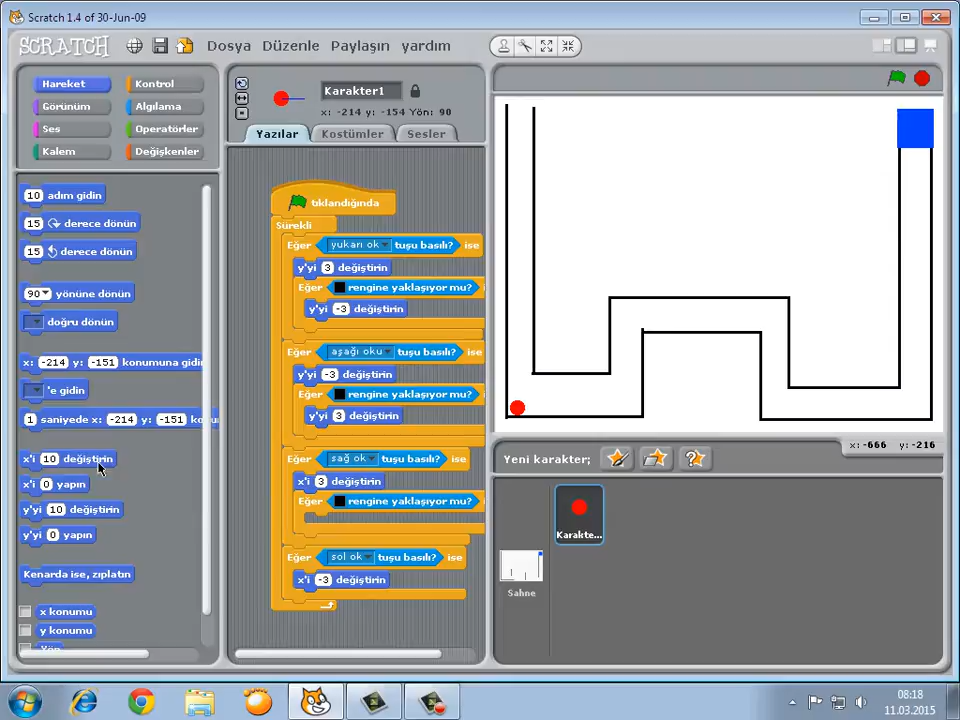 Scratch 1.4 of 30-Jun-09
SCRATCH
Dosya
Düzenle
Paylaşın
yardım
Hareket
Kontrol
Görünüm
Algılama
Ses
Operatörler
Kalem
Değişkenler
10 adım gidin
15 derece dönün
15 derece dönün
90 yönüne dönün
doğru dönün
x: -214 y: -151 konumuna gidin
'e gidin
1 saniyede x: -214 y: -151
x'i 10 değiştirin
x'i 0 yapın
y'yi 10 değiştirin
y'yi 0 yapın
Kenarda ise, zıplatın
x konumu
y konumu
Karakter1
x: -214 y: -154 Yön: 90
Yazılar
Kostümler
Sesler
tıklandığında
Sürekli
Eğer yukarı ok tuşu basılı? ise
y'yi 3 değiştirin
Eğer rengine yaklaşıyor mu?
y'yi -3 değiştirin
Eğer aşağı oku tuşu basılı? ise
y'yi -3 değiştirin
Eğer rengine yaklaşıyor mu?
y'yi 3 değiştirin
Eğer sağ ok tuşu basılı? ise
x'i 3 değiştirin
Eğer rengine yaklaşıyor mu?
Eğer sol ok tuşu basılı? ise
x'i -3 değiştirin
x: -666 y: -216
Yeni karakter;
Karakte...
Sahne
08:18
11.03.2015